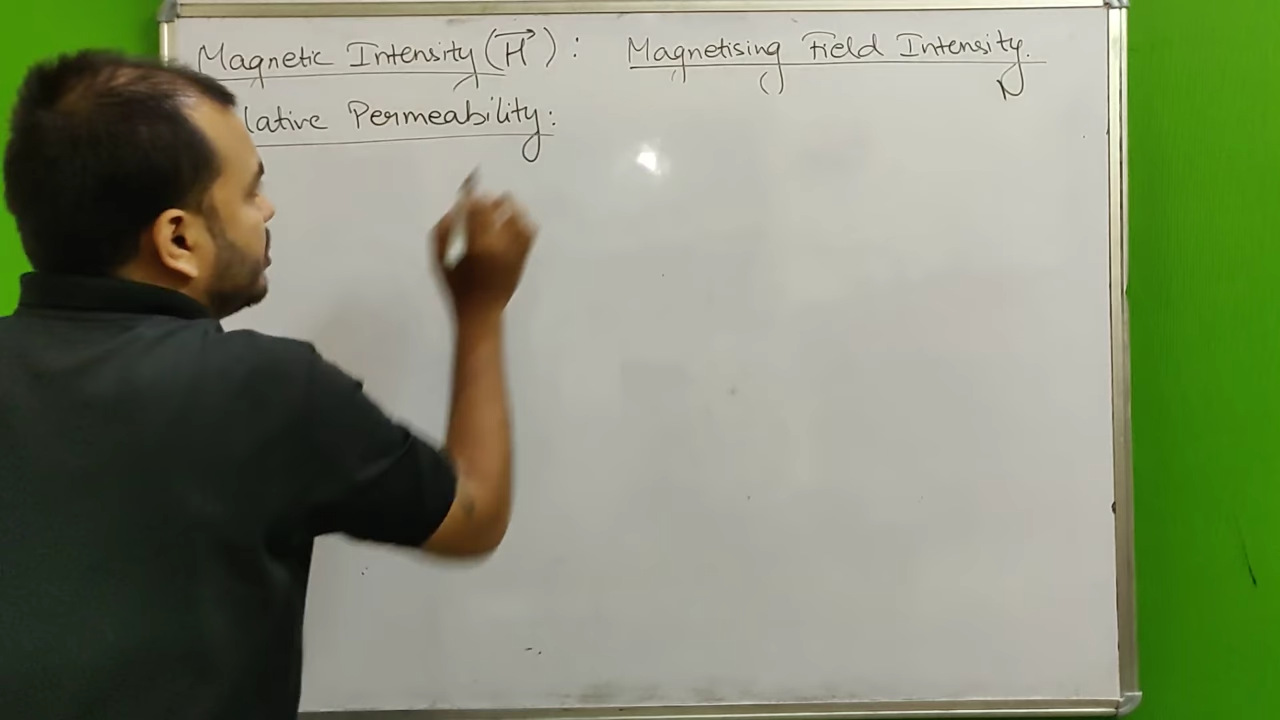 Magnetic Intensity (H⃗) : Magnetising Field Intensity.
lative Permeability: